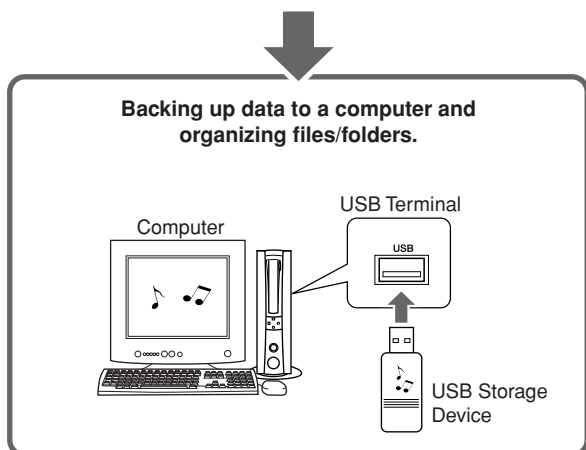 Backing up data to a computer and
organizing files/folders.
USB Terminal
Computer
USB
USB Storage
Device